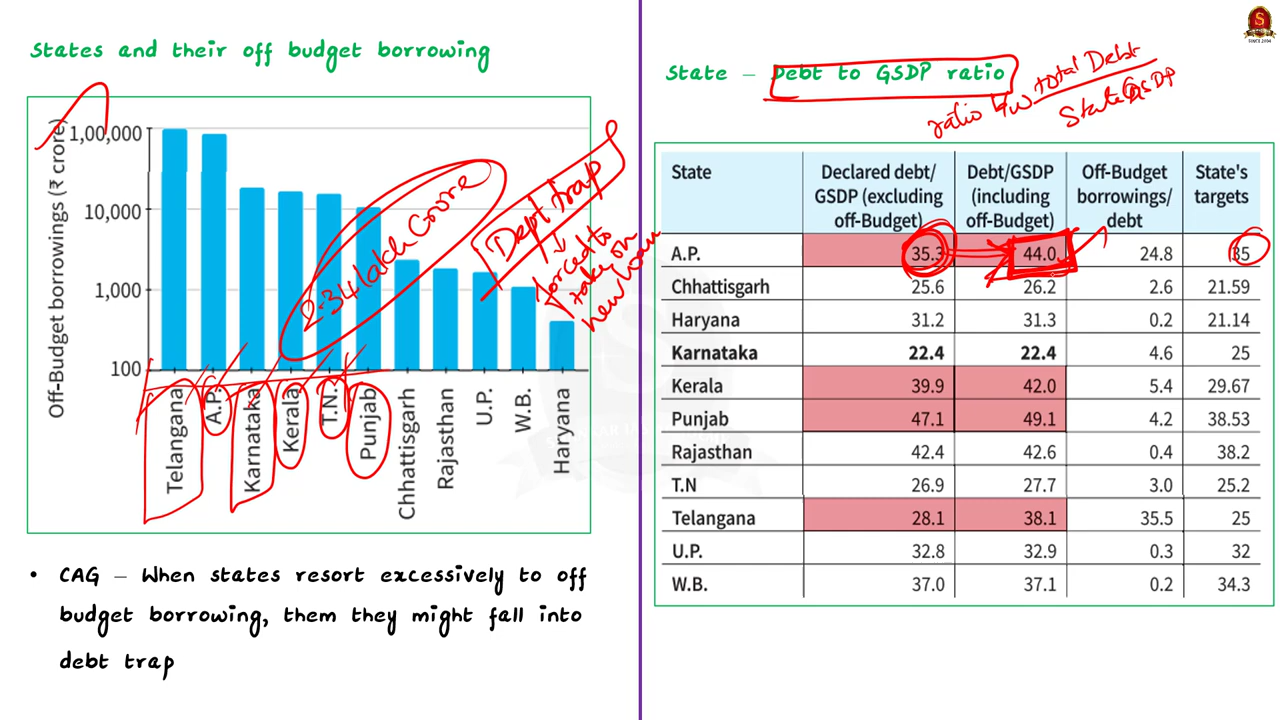 States and their off budget borrowing
Off-Budget borrowings (₹ crore)
1,00,000
10,000
1,000
100
Telangana
A.P.
Karnataka
Kerala
T.N.
Punjab
Chhattisgarh
Rajasthan
U.P.
W.B.
Haryana
2.34 lakh Crore
Dept trap
↓
forced to
take on
new loan
• CAG – When states resort excessively to off
budget borrowing, them they might fall into
debt trap
State – Debt to GSDP ratio
ratio b/w total Debt
State GSDP
State Declared debt/ Debt/GSDP Off-Budget State's
GSDP (excluding (including borrowings/ targets
off-Budget) off-Budget) debt
A.P. 35.3 44.0 24.8 35
Chhattisgarh 25.6 26.2 2.6 21.59
Haryana 31.2 31.3 0.2 21.14
Karnataka 22.4 22.4 4.6 25
Kerala 39.9 42.0 5.4 29.67
Punjab 47.1 49.1 4.2 38.53
Rajasthan 42.4 42.6 0.4 38.2
T.N 26.9 27.7 3.0 25.2
Telangana 28.1 38.1 35.5 25
U.P. 32.8 32.9 0.3 32
W.B. 37.0 37.1 0.2 34.3
SINCE 2004